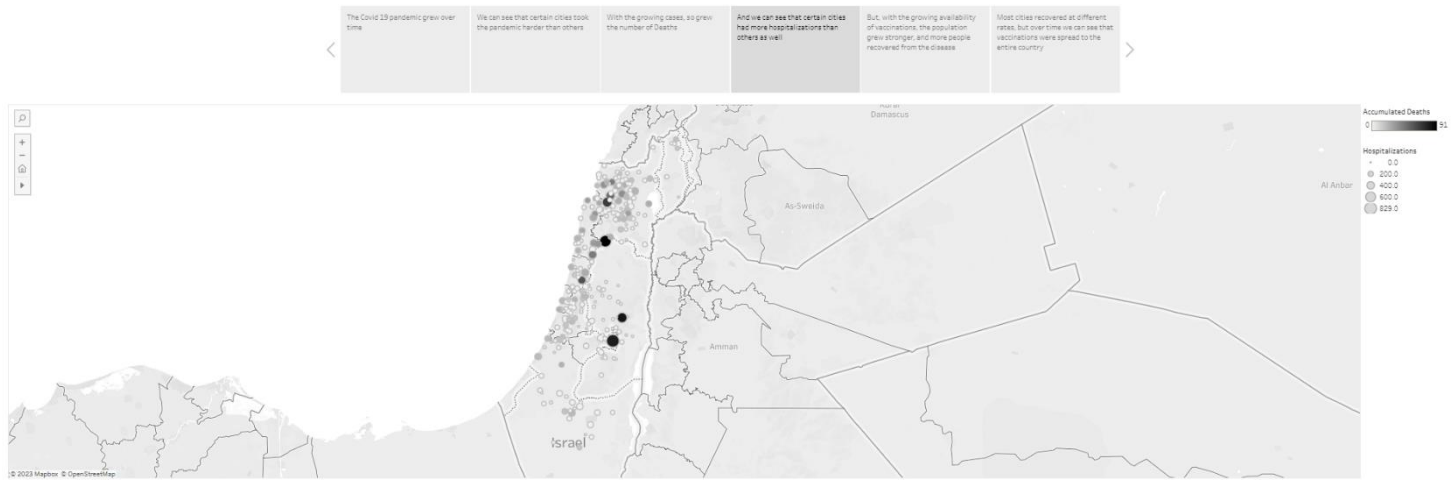 The Covid 19 pandemic grew over
time
We can see that certain cities took
the pandemic harder than others
With the growing cases, so grew
the number of Deaths
And we can see that certain cities
had more hospitalizations than
others as well
But, with the growing availability
of vaccinations, the population
grew stronger, and more people
recovered from the disease
Most cities recovered at different
rates, but over time we can see that
vaccinations were spread to the
entire country
Damascus
As-Sweida
Al Anbar
Amman
Israel
© 2023 Mapbox © OpenStreetMap
Accumulated Deaths
0 91
Hospitalizations
0.0
200.0
400.0
600.0
829.0